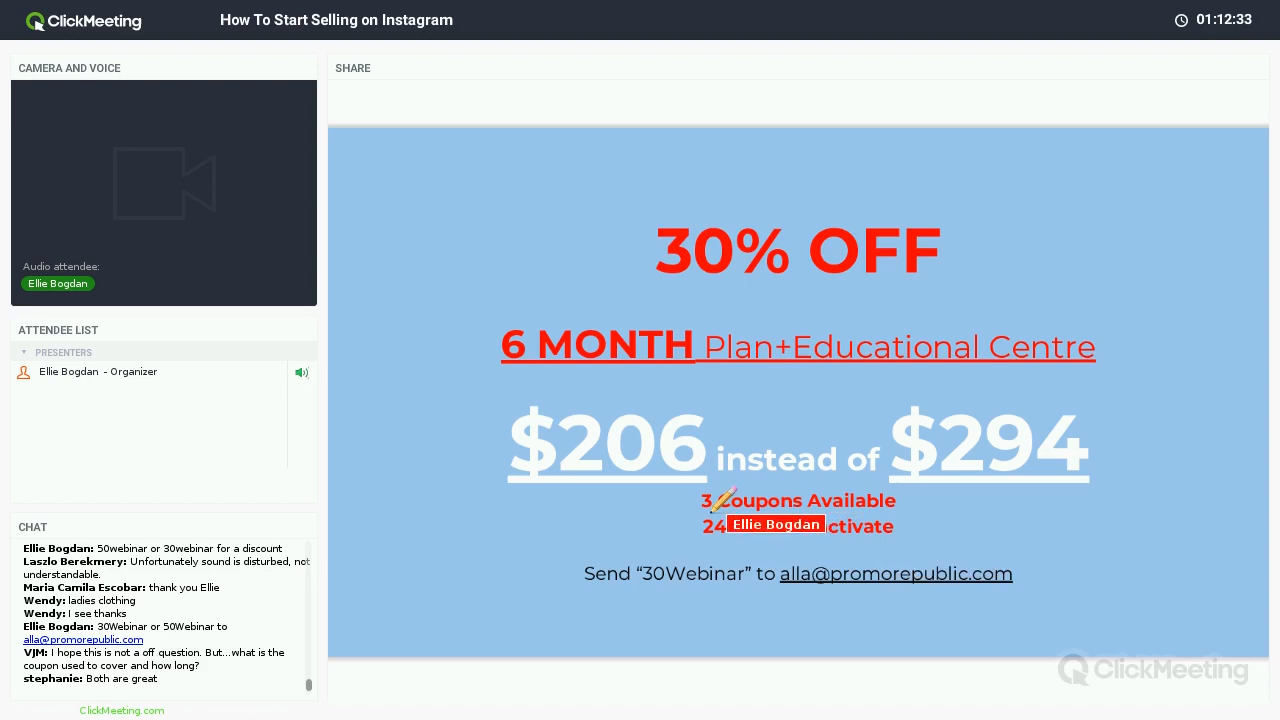 ClickMeeting
How To Start Selling on Instagram
01:12:33
CAMERA AND VOICE
Audio attendee:
Ellie Bogdan
ATTENDEE LIST
PRESENTERS
Ellie Bogdan - Organizer
CHAT
Ellie Bogdan: 50webinar or 30webinar for a discount
Laszlo Berekmery: Unfortunately sound is disturbed, not
understandable.
Maria Camila Escobar: thank you Ellie
Wendy: ladies clothing
Wendy: I see thanks
Ellie Bogdan: 30Webinar or 50Webinar to
alla@promorepublic.com
VJM: I hope this is not a off question. But...what is the
coupon used to cover and how long?
stephanie: Both are great
ClickMeeting.com
SHARE
30% OFF
6 MONTH Plan+Educational Centre
$206 instead of $294
3 Coupons Available
24 Ellie Bogdan ctivate
Send “30Webinar” to alla@promorepublic.com
ClickMeeting